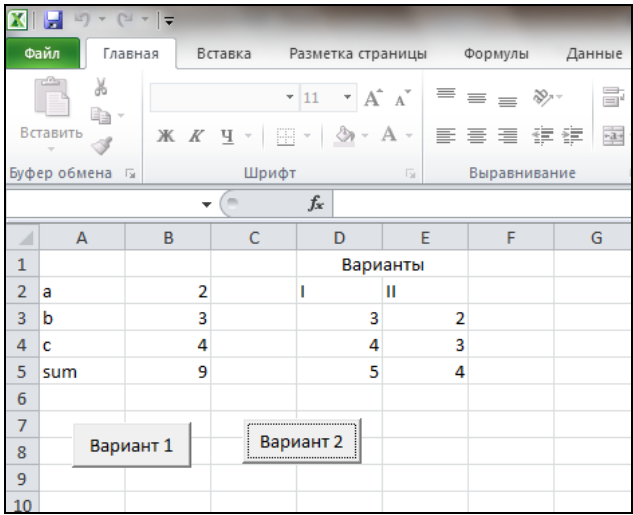 Файл Главная Вставка Разметка страницы Формулы Данные
11 A A
Вставить Ж К Ч А
Буфер обмена Шрифт Выравнивание
fx
A B C D E F G
1 Варианты
2 a 2 I II
3 b 3 3 2
4 c 4 4 3
5 sum 9 5 4
6
7
8 Вариант 1 Вариант 2
9
10